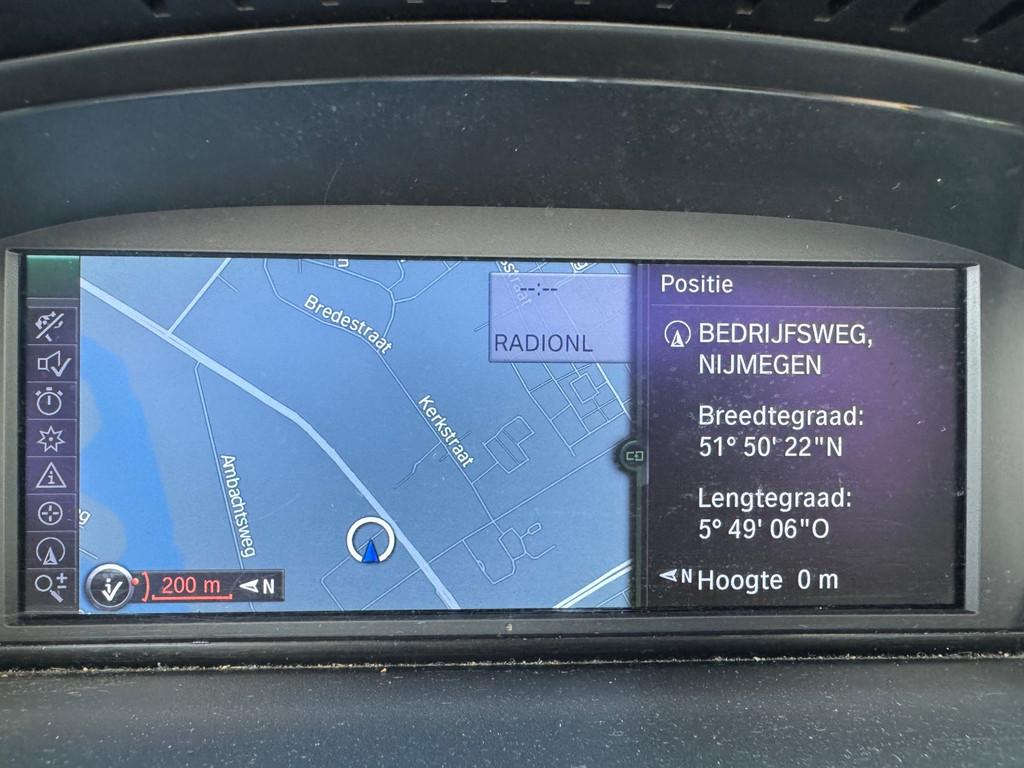 Bredestraat
Kerkstraat
Ambachtsweg
--:--
RADIONL
200 m
N
Positie
BEDRIJFSWEG,
NIJMEGEN
Breedtegraad:
51° 50' 22"N
Lengtegraad:
5° 49' 06"O
N Hoogte 0 m